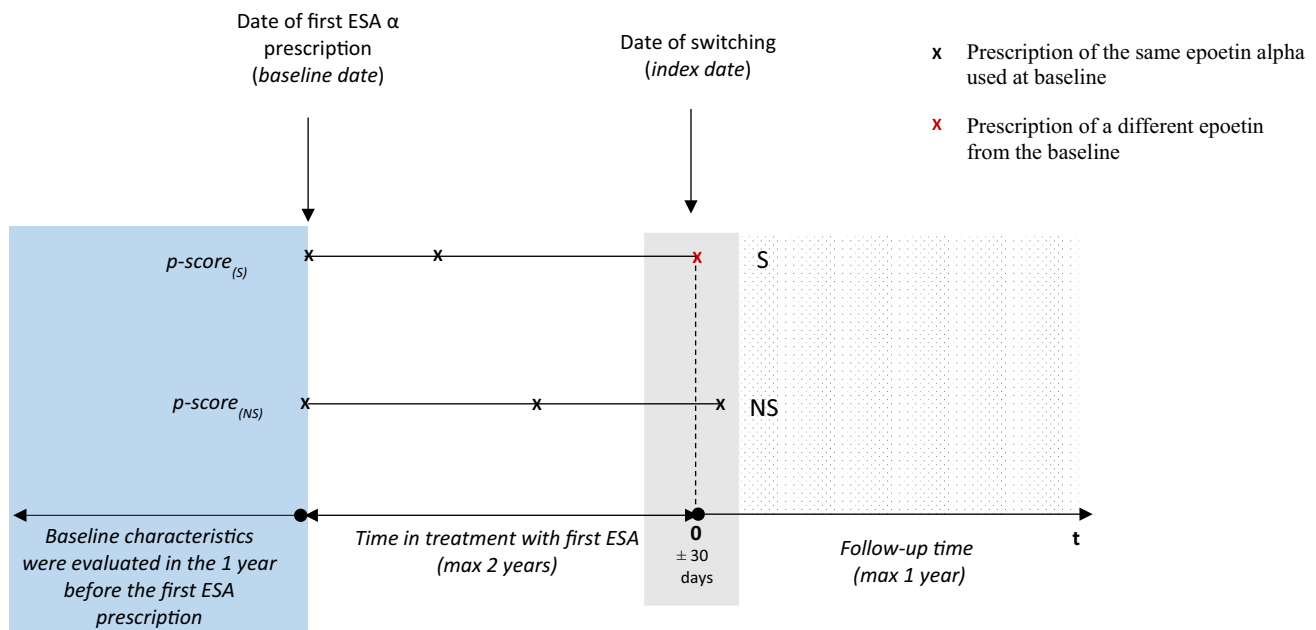 Date of first ESA α
prescription
(baseline date)
Date of switching
(index date)
x Prescription of the same epoetin alpha
used at baseline
x Prescription of a different epoetin
from the baseline
p-score(S)
x
x
x
S
p-score(NS)
x
x
x
NS
Baseline characteristics
were evaluated in the 1 year
before the first ESA
prescription
Time in treatment with first ESA
(max 2 years)
0
± 30
days
Follow-up time
(max 1 year)
t